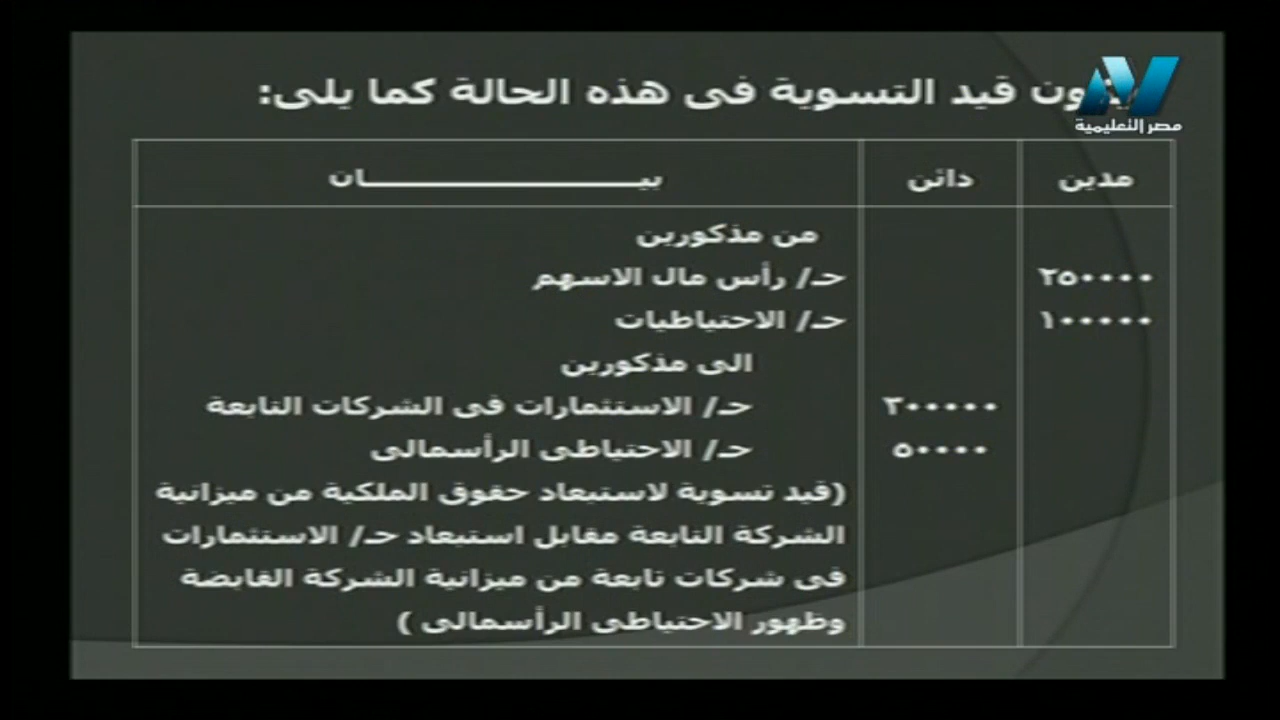 قيد التسوية فى هذه الحالة كما يلى:
مصر التعليمية
مدين دائن بيـــــــــــــــــــــان
من مذكورين
٢٥٠٠٠٠ حـ/ رأس مال الاسهم
١٠٠٠٠٠ حـ/ الاحتياطيات
الى مذكورين
٣٠٠٠٠٠ حـ/ الاستثمارات فى الشركات التابعة
٥٠٠٠٠ حـ/ الاحتياطى الرأسمالى
(قيد تسوية لاستبعاد حقوق الملكية من ميزانية
الشركة التابعة مقابل استبعاد حـ/ الاستثمارات
فى شركات تابعة من ميزانية الشركة القابضة
وظهور الاحتياطى الرأسمالى )